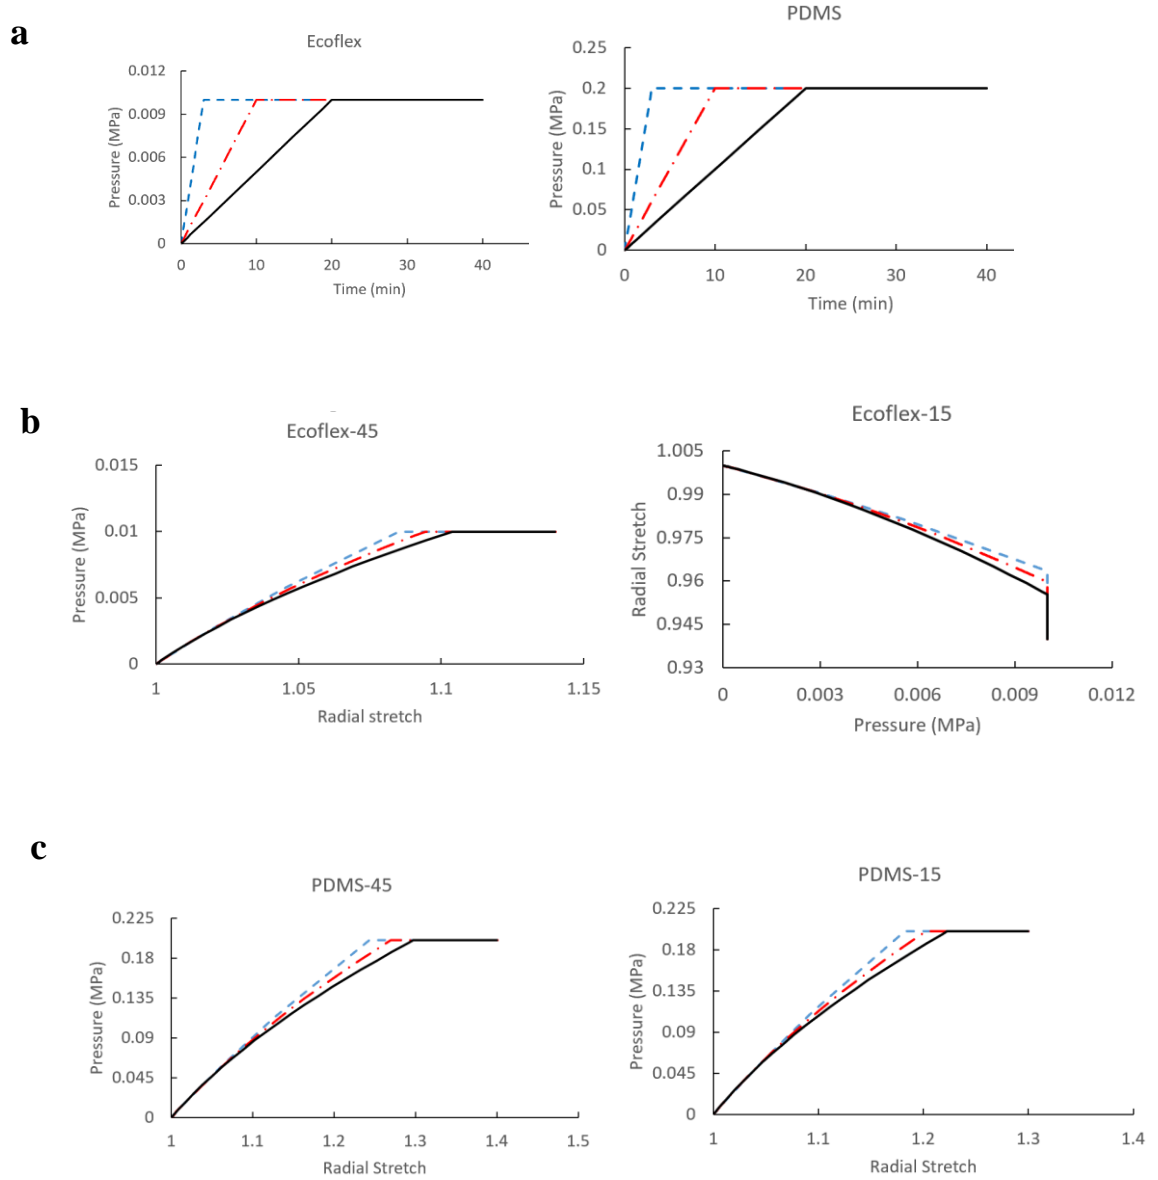 a
Ecoflex
0.012
0.009
0.006
0.003
0
Pressure (MPa)
0 10 20 30 40
Time (min)
PDMS
0.25
0.2
0.15
0.1
0.05
0
Pressure (MPa)
0 10 20 30 40
Time (min)
b
Ecoflex-45
0.015
0.01
0.005
0
Pressure (MPa)
1 1.05 1.1 1.15
Radial stretch
Ecoflex-15
1.005
0.99
0.975
0.96
0.945
0.93
Radial Stretch
0 0.003 0.006 0.009 0.012
Pressure (MPa)
c
PDMS-45
0.225
0.18
0.135
0.09
0.045
0
Pressure (MPa)
1 1.1 1.2 1.3 1.4 1.5
Radial Stretch
PDMS-15
0.225
0.18
0.135
0.09
0.045
0
Pressure (MPa)
1 1.1 1.2 1.3 1.4
Radial Stretch